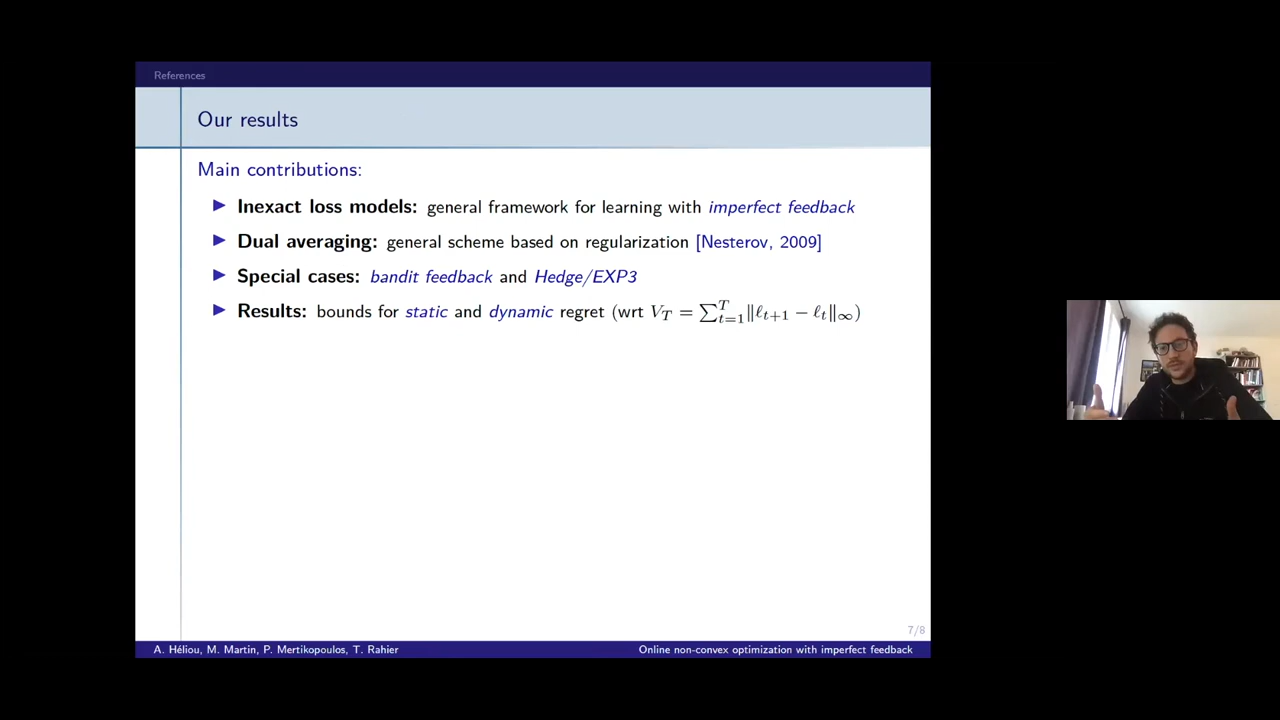 References
Our results
Main contributions:
▶ Inexact loss models: general framework for learning with imperfect feedback
▶ Dual averaging: general scheme based on regularization [Nesterov, 2009]
▶ Special cases: bandit feedback and Hedge/EXP3
▶ Results: bounds for static and dynamic regret (wrt V_T = ∑_{t=1}^T ‖ℓ_{t+1} − ℓ_t‖_∞)
7/8
A. Héliou, M. Martin, P. Mertikopoulos, T. Rahier
Online non-convex optimization with imperfect feedback